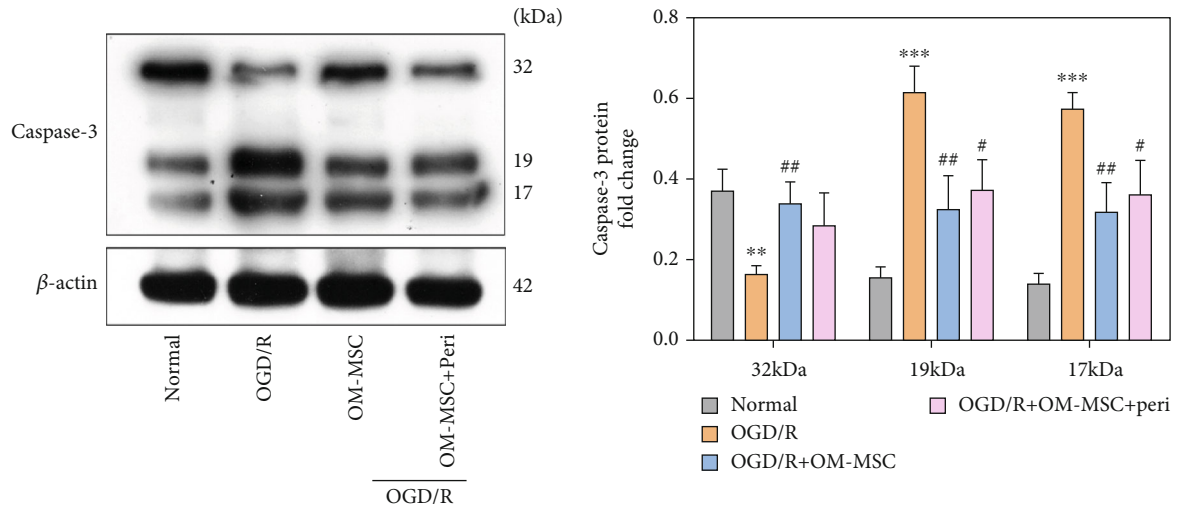 (kDa)
Caspase-3
32
19
17
β-actin
42
Normal
OGD/R
OM-MSC
OM-MSC+Peri
OGD/R
Caspase-3 protein
fold change
0.8
0.6
0.4
0.2
0.0
**
##
***
##
#
***
##
#
32kDa
19kDa
17kDa
Normal
OGD/R+OM-MSC+peri
OGD/R
OGD/R+OM-MSC